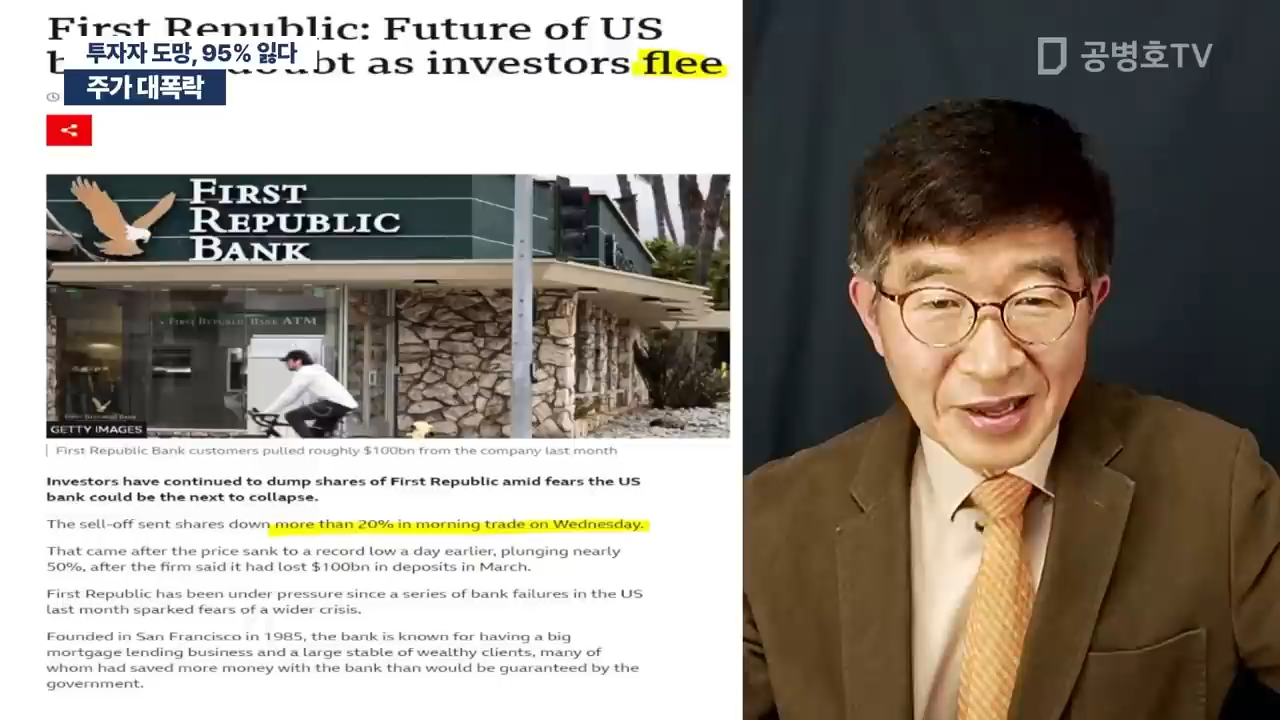 First Republic: Future of US
투자자 도망, 95% 잃다
as investors flee
주가 대폭락
공병호TV
FIRST
REPUBLIC
BANK
FIRST REPUBLIC BANK ATM
GETTY IMAGES
First Republic Bank customers pulled roughly $100bn from the company last month
Investors have continued to dump shares of First Republic amid fears the US
bank could be the next to collapse.
The sell-off sent shares down more than 20% in morning trade on Wednesday.
That came after the price sank to a record low a day earlier, plunging nearly
50%, after the firm said it had lost $100bn in deposits in March.
First Republic has been under pressure since a series of bank failures in the US
last month sparked fears of a wider crisis.
Founded in San Francisco in 1985, the bank is known for having a big
mortgage lending business and a large stable of wealthy clients, many of
whom had saved more money with the bank than would be guaranteed by the
government.